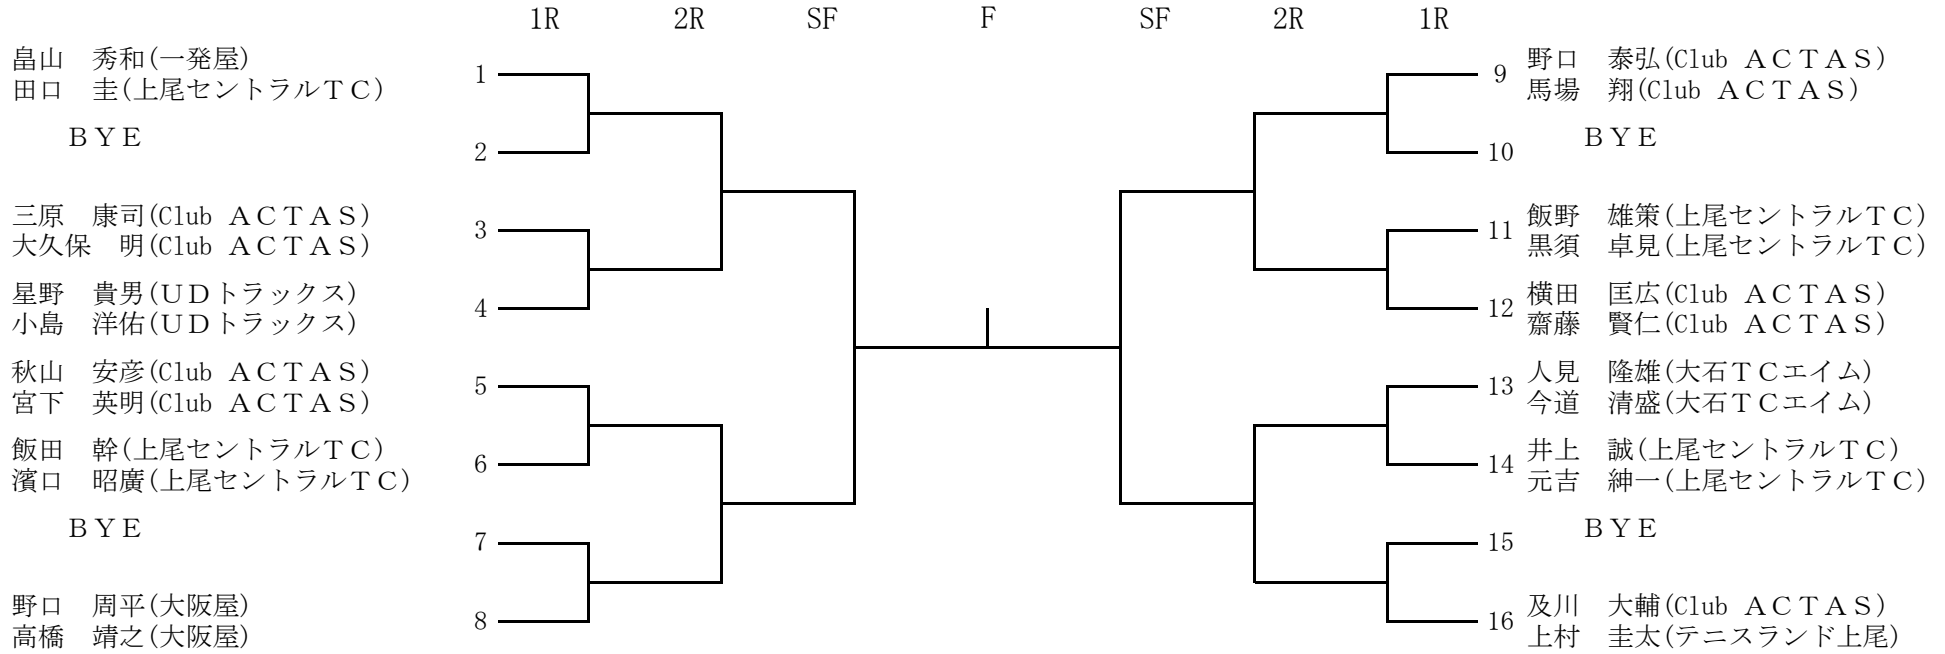 1R 2R SF F SF 2R 1R
畠山　秀和(一発屋)
田口　圭(上尾セントラルＴＣ)
1
ＢＹＥ
2
三原　康司(Club ＡＣＴＡＳ)
大久保　明(Club ＡＣＴＡＳ)
3
星野　貴男(ＵＤトラックス)
小島　洋佑(ＵＤトラックス)
4
秋山　安彦(Club ＡＣＴＡＳ)
宮下　英明(Club ＡＣＴＡＳ)
5
飯田　幹(上尾セントラルＴＣ)
濱口　昭廣(上尾セントラルＴＣ)
6
ＢＹＥ
7
野口　周平(大阪屋)
高橋　靖之(大阪屋)
8
9
野口　泰弘(Club ＡＣＴＡＳ)
馬場　翔(Club ＡＣＴＡＳ)
ＢＹＥ
10
11
飯野　雄策(上尾セントラルＴＣ)
黒須　卓見(上尾セントラルＴＣ)
12
横田　匡広(Club ＡＣＴＡＳ)
齋藤　賢仁(Club ＡＣＴＡＳ)
13
人見　隆雄(大石ＴＣエイム)
今道　清盛(大石ＴＣエイム)
14
井上　誠(上尾セントラルＴＣ)
元吉　紳一(上尾セントラルＴＣ)
ＢＹＥ
15
16
及川　大輔(Club ＡＣＴＡＳ)
上村　圭太(テニスランド上尾)